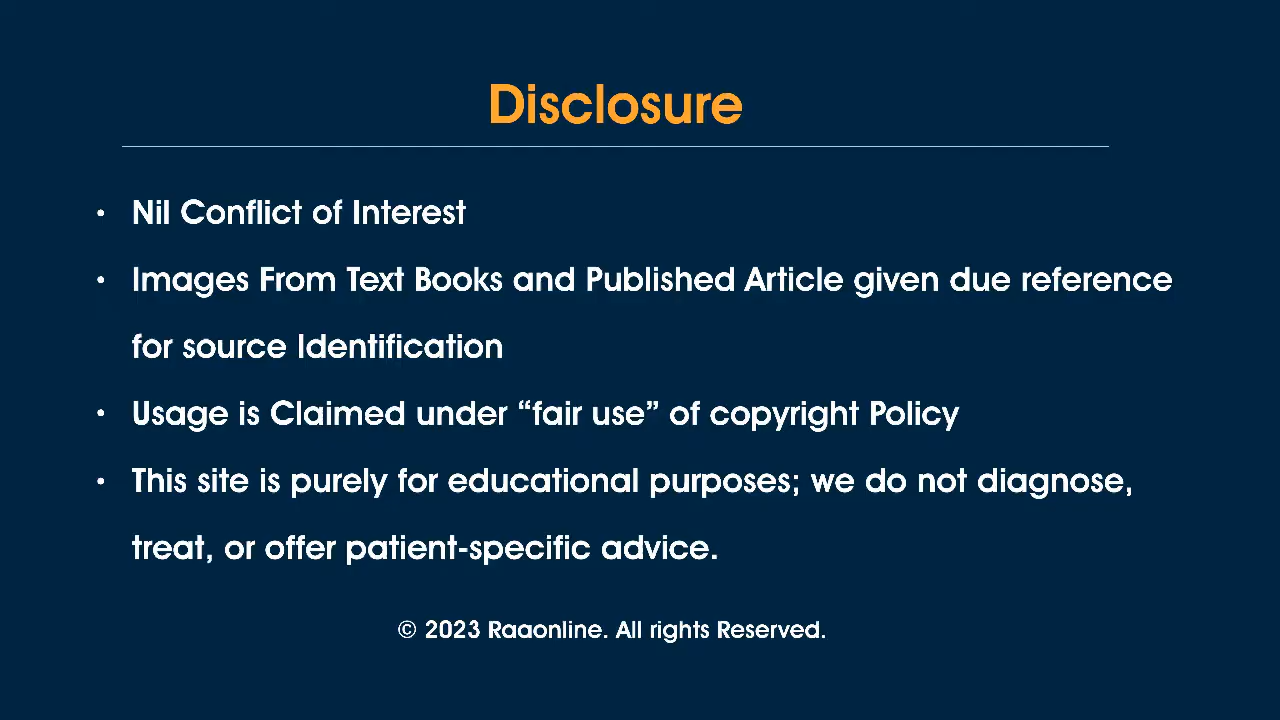 Disclosure
• Nil Conflict of Interest
• Images From Text Books and Published Article given due reference
for source Identification
• Usage is Claimed under “fair use” of copyright Policy
• This site is purely for educational purposes; we do not diagnose,
treat, or offer patient-specific advice.
© 2023 Raaonline. All rights Reserved.